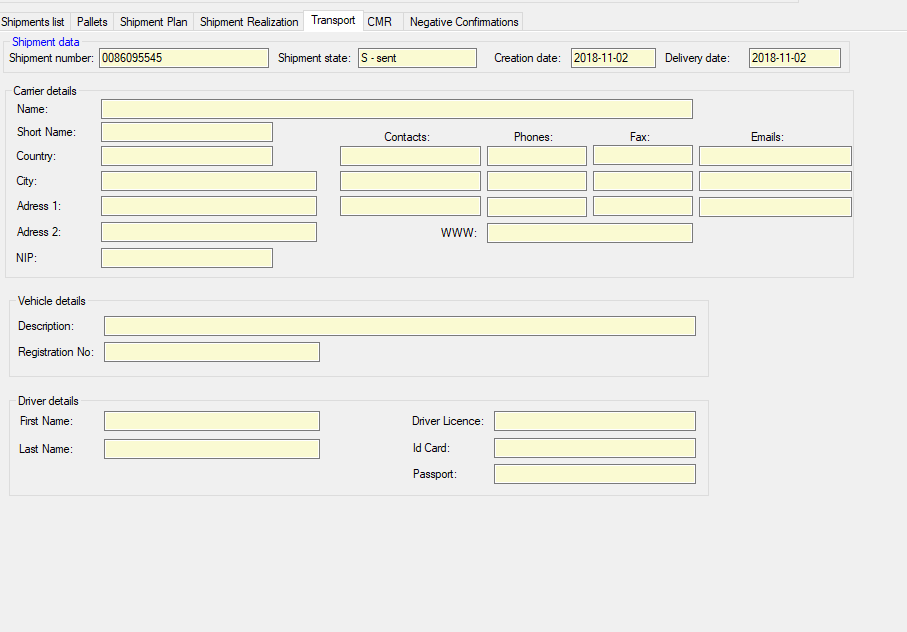 Shipments list Pallets Shipment Plan Shipment Realization Transport CMR Negative Confirmations
Shipment data
Shipment number: 0086095545 Shipment state: S - sent Creation date: 2018-11-02 Delivery date: 2018-11-02
Carrier details
Name:
Short Name:
Contacts: Phones: Fax: Emails:
Country:
City:
Adress 1:
Adress 2:
WWW:
NIP:
Vehicle details
Description:
Registration No:
Driver details
First Name: Driver Licence:
Last Name: Id Card:
Passport: